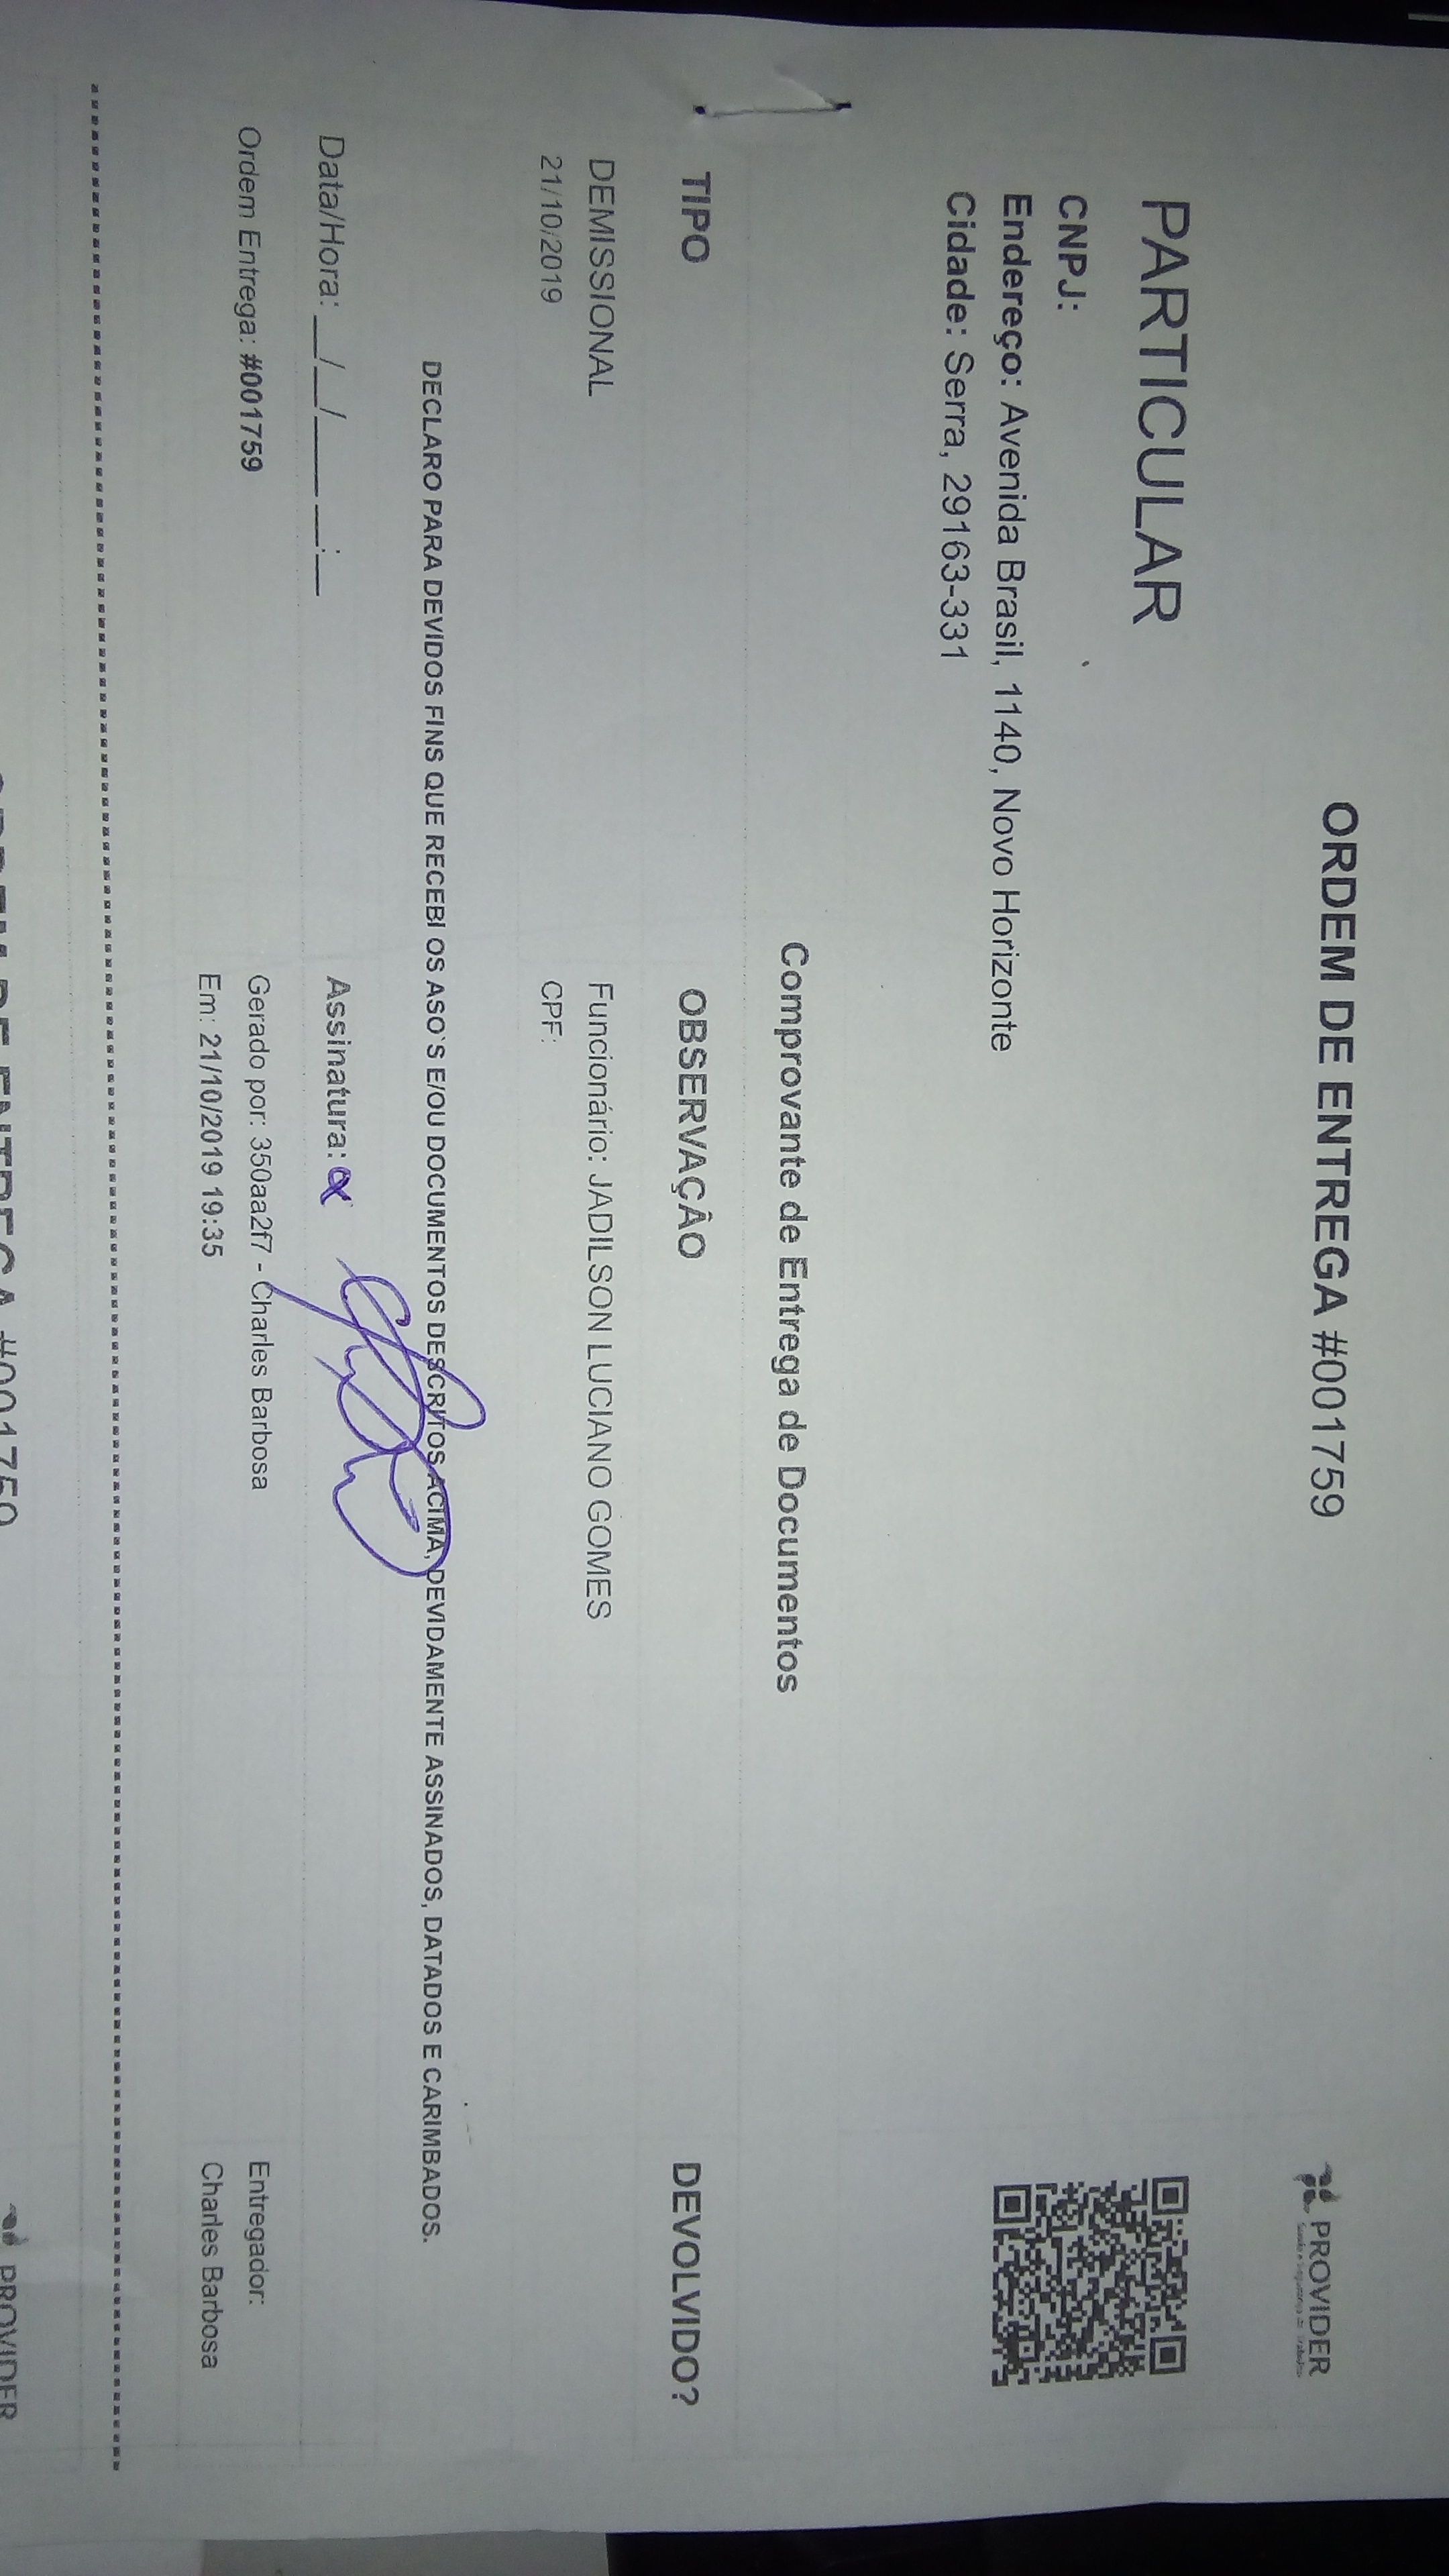 ORDEM DE ENTREGA #001759
PROVIDER
PARTICULAR
CNPJ:
Endereço: Avenida Brasil, 1140, Novo Horizonte
Cidade: Serra, 29163-331
Comprovante de Entrega de Documentos
TIPO OBSERVAÇÃO DEVOLVIDO?
DEMISSIONAL Funcionário: JADILSON LUCIANO GOMES
21/10/2019 CPF:
DECLARO PARA DEVIDOS FINS QUE RECEBI OS ASO`S E/OU DOCUMENTOS DESCRITOS ACIMA, DEVIDAMENTE ASSINADOS, DATADOS E CARIMBADOS.
Data/Hora: __/__/____ __:__ Assinatura:
Ordem Entrega: #001759 Gerado por: 350aa2f7 - Charles Barbosa Entregador:
Em: 21/10/2019 19:35 Charles Barbosa
ORDEM DE ENTREGA #001759
PROVIDER